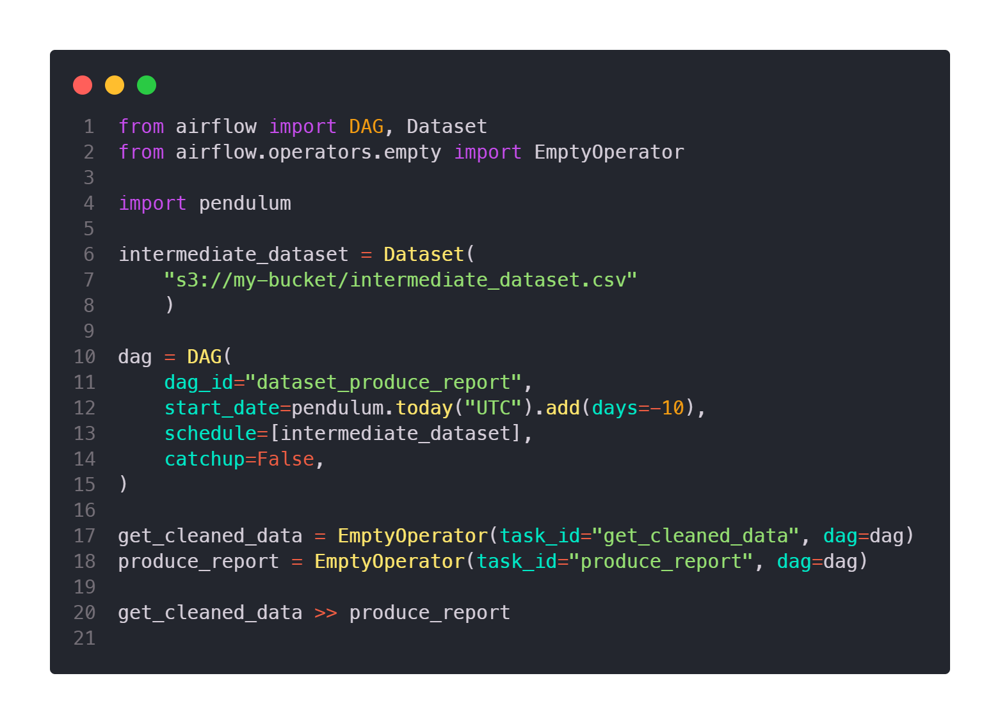 1 from airflow import DAG, Dataset
2 from airflow.operators.empty import EmptyOperator
3
4 import pendulum
5
6 intermediate_dataset = Dataset(
7     "s3://my-bucket/intermediate_dataset.csv"
8     )
9
10 dag = DAG(
11     dag_id="dataset_produce_report",
12     start_date=pendulum.today("UTC").add(days=-10),
13     schedule=[intermediate_dataset],
14     catchup=False,
15 )
16
17 get_cleaned_data = EmptyOperator(task_id="get_cleaned_data", dag=dag)
18 produce_report = EmptyOperator(task_id="produce_report", dag=dag)
19
20 get_cleaned_data >> produce_report
21